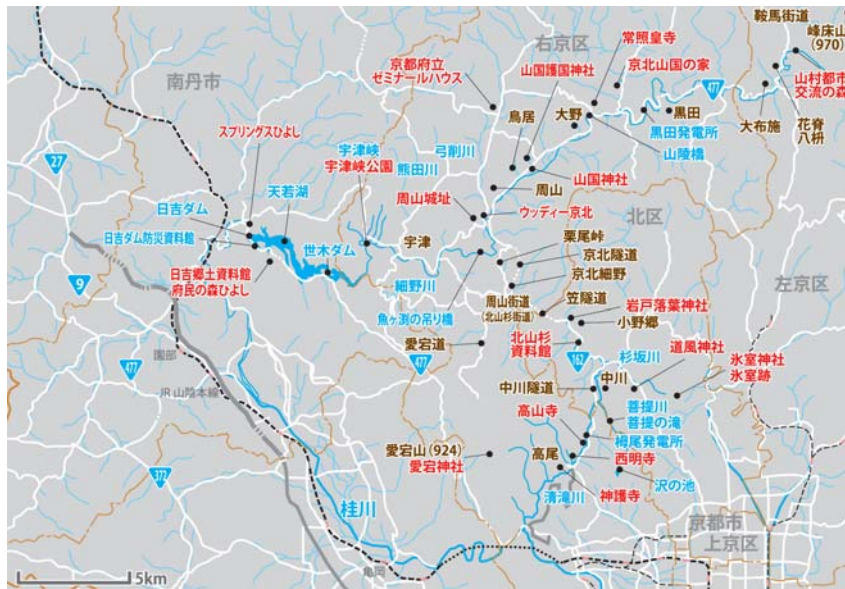 鞍馬街道
峰床山
(970)
右京区
常照皇寺
南丹市
京都府立
ゼミナールハウス
山国護国神社
京北山国の家
477
山村都市
交流の森
鳥居
大野
黒田
大布施
花脊
八枡
スプリングスひよし
宇津峡
宇津峡公園
弓削川
熊田川
黒田発電所
山陵橋
27
天若湖
山国神社
周山
日吉ダム
周山城址
ウッディー京北
北区
日吉ダム防災資料館
世木ダム
宇津
栗尾峠
京北隧道
日吉郷土資料館
府民の森ひよし
京北細野
左京区
9
細野川
周山街道
(北山杉街道)
笠隧道
岩戸落葉神社
魚ヶ渕の吊り橋
小野郷
愛宕道
北山杉
資料館
162
杉坂川
道風神社
氷室神社
氷室跡
477
園部
477
JR山陰本線
中川隧道
中川
菩提川
菩提の滝
高山寺
栂尾発電所
愛宕山(924)
愛宕神社
高尾
西明寺
372
沢の池
清滝川
神護寺
桂川
京都市
上京区
亀岡
5km